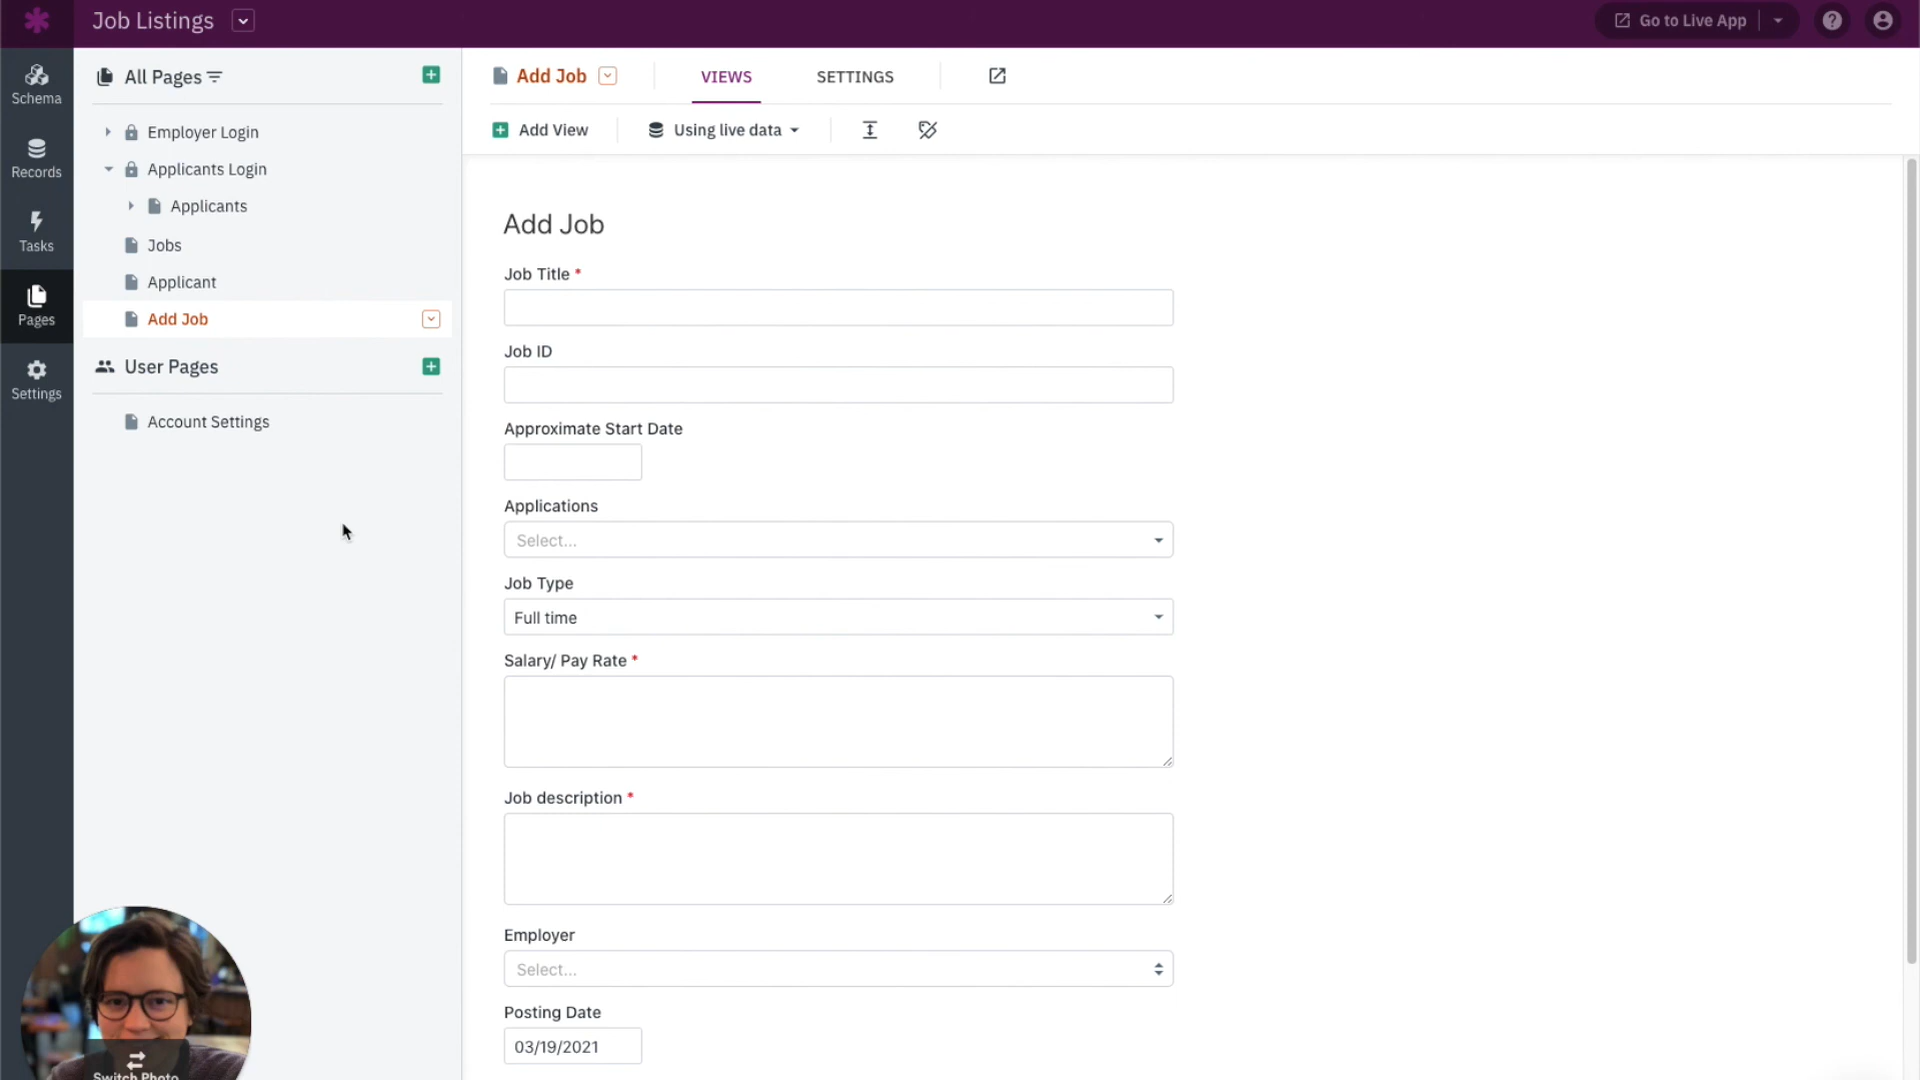 Job Listings
Go to Live App
Schema
Records
Tasks
Pages
Settings
All Pages
Employer Login
Applicants Login
Applicants
Jobs
Applicant
Add Job
User Pages
Account Settings
Add Job
VIEWS
SETTINGS
Add View
Using live data
Add Job
Job Title *
Job ID
Approximate Start Date
Applications
Select...
Job Type
Full time
Salary/ Pay Rate *
Job description *
Employer
Select...
Posting Date
03/19/2021
Switch Photo